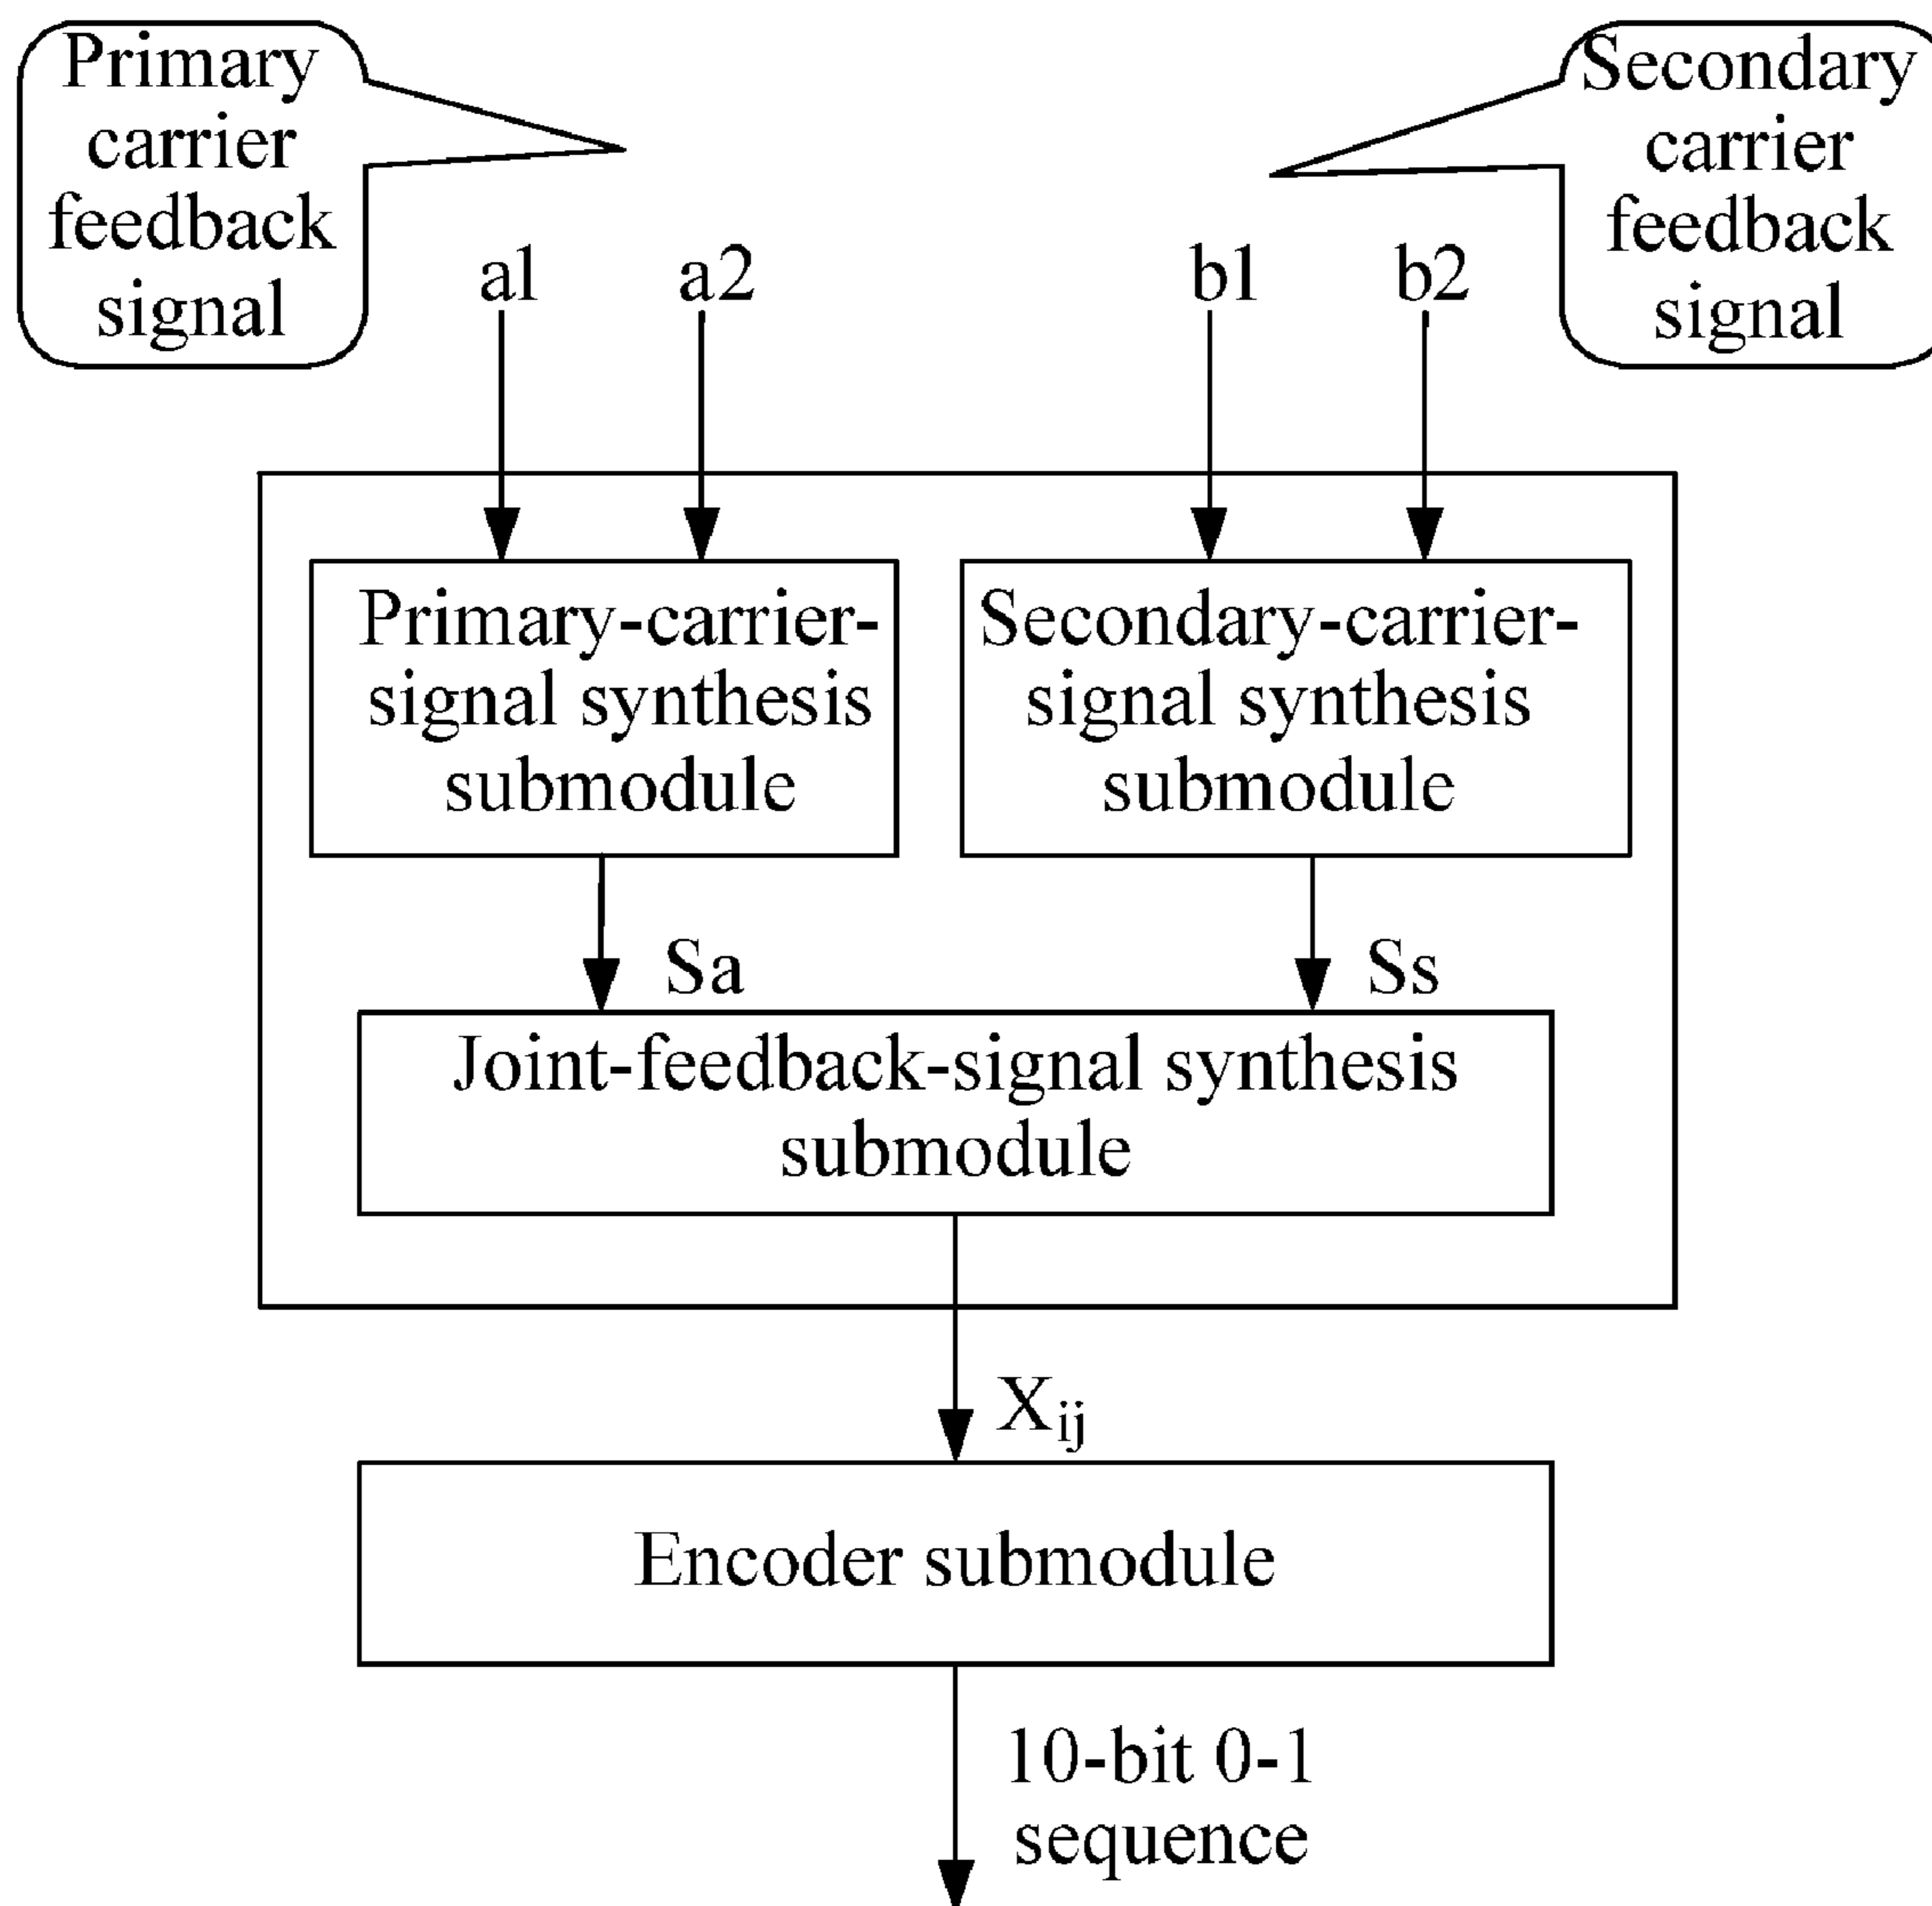 Primary
carrier
feedback
signal
Secondary
carrier
feedback
signal
a1
a2
b1
b2
Primary-carrier-
signal synthesis
submodule
Secondary-carrier-
signal synthesis
submodule
Sa
Ss
Joint-feedback-signal synthesis
submodule
Xij
Encoder submodule
10-bit 0-1
sequence